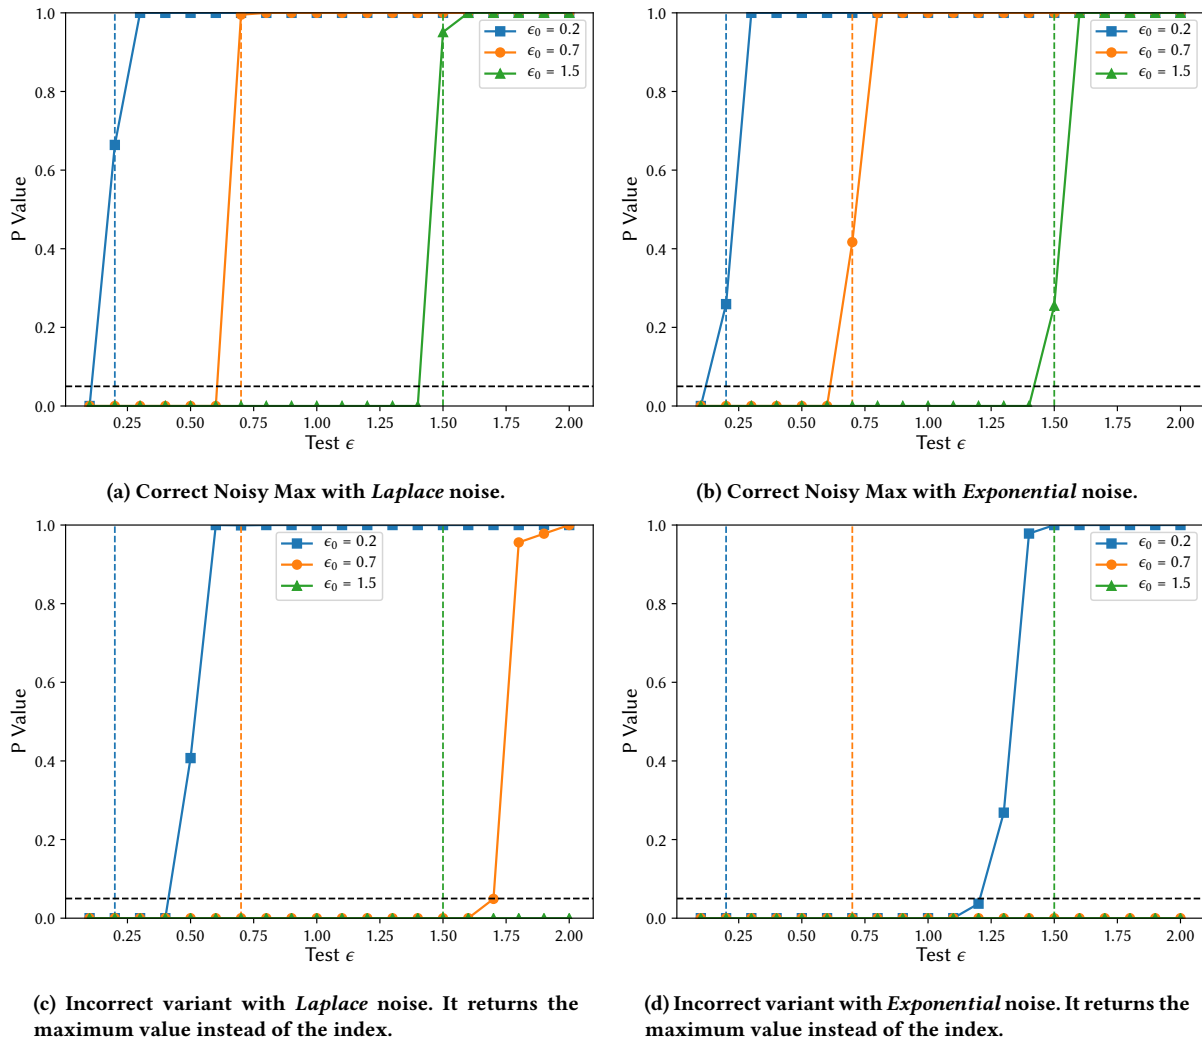 1.0
0.8
0.6
0.4
0.2
0.0
P Value
0.25 0.50 0.75 1.00 1.25 1.50 1.75 2.00
Test ϵ
ϵ₀ = 0.2
ϵ₀ = 0.7
ϵ₀ = 1.5
(a) Correct Noisy Max with Laplace noise.
1.0
0.8
0.6
0.4
0.2
0.0
P Value
0.25 0.50 0.75 1.00 1.25 1.50 1.75 2.00
Test ϵ
ϵ₀ = 0.2
ϵ₀ = 0.7
ϵ₀ = 1.5
(b) Correct Noisy Max with Exponential noise.
1.0
0.8
0.6
0.4
0.2
0.0
P Value
0.25 0.50 0.75 1.00 1.25 1.50 1.75 2.00
Test ϵ
ϵ₀ = 0.2
ϵ₀ = 0.7
ϵ₀ = 1.5
(c) Incorrect variant with Laplace noise. It returns the
maximum value instead of the index.
1.0
0.8
0.6
0.4
0.2
0.0
P Value
0.25 0.50 0.75 1.00 1.25 1.50 1.75 2.00
Test ϵ
ϵ₀ = 0.2
ϵ₀ = 0.7
ϵ₀ = 1.5
(d) Incorrect variant with Exponential noise. It returns the
maximum value instead of the index.